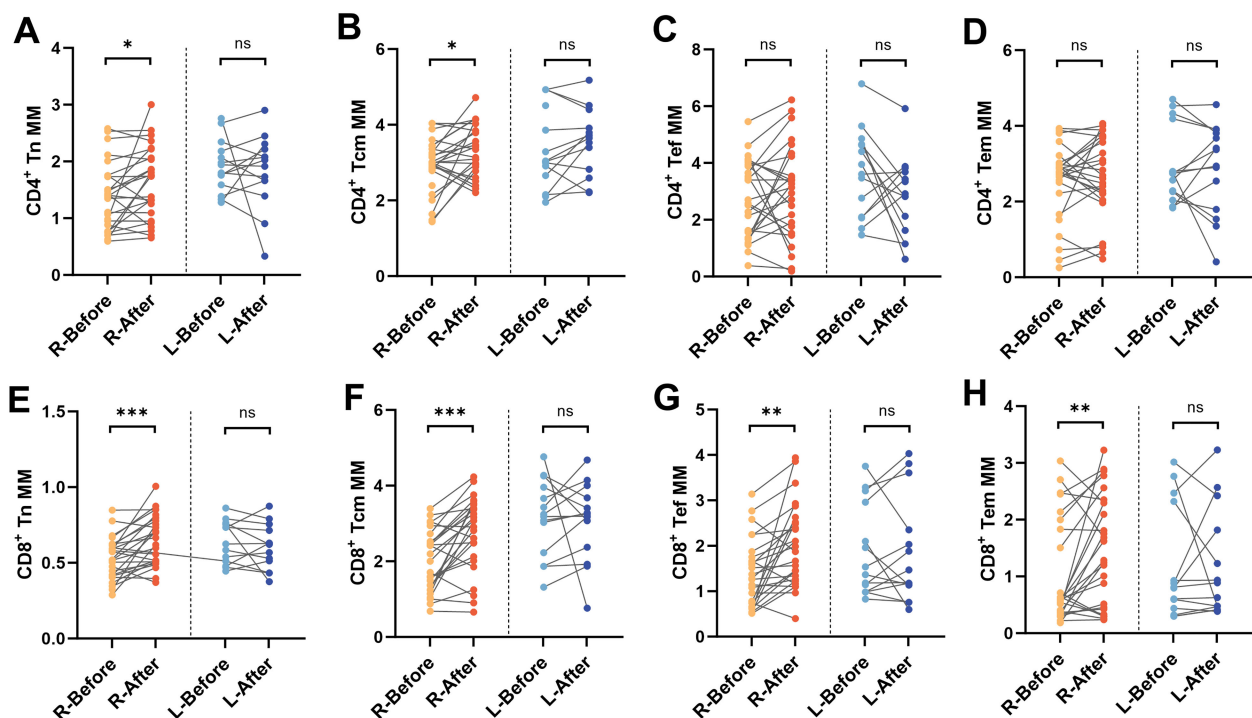 A
CD4⁺ Tn MM
4
3
2
1
0
*
ns
R-Before
R-After
L-Before
L-After
B
CD4⁺ Tcm MM
6
4
2
0
*
ns
R-Before
R-After
L-Before
L-After
C
CD4⁺ Tef MM
8
6
4
2
0
ns
ns
R-Before
R-After
L-Before
L-After
D
CD4⁺ Tem MM
6
4
2
0
ns
ns
R-Before
R-After
L-Before
L-After
E
CD8⁺ Tn MM
1.5
1.0
0.5
0.0
***
ns
R-Before
R-After
L-Before
L-After
F
CD8⁺ Tcm MM
6
4
2
0
***
ns
R-Before
R-After
L-Before
L-After
G
CD8⁺ Tef MM
5
4
3
2
1
0
**
ns
R-Before
R-After
L-Before
L-After
H
CD8⁺ Tem MM
4
3
2
1
0
**
ns
R-Before
R-After
L-Before
L-After